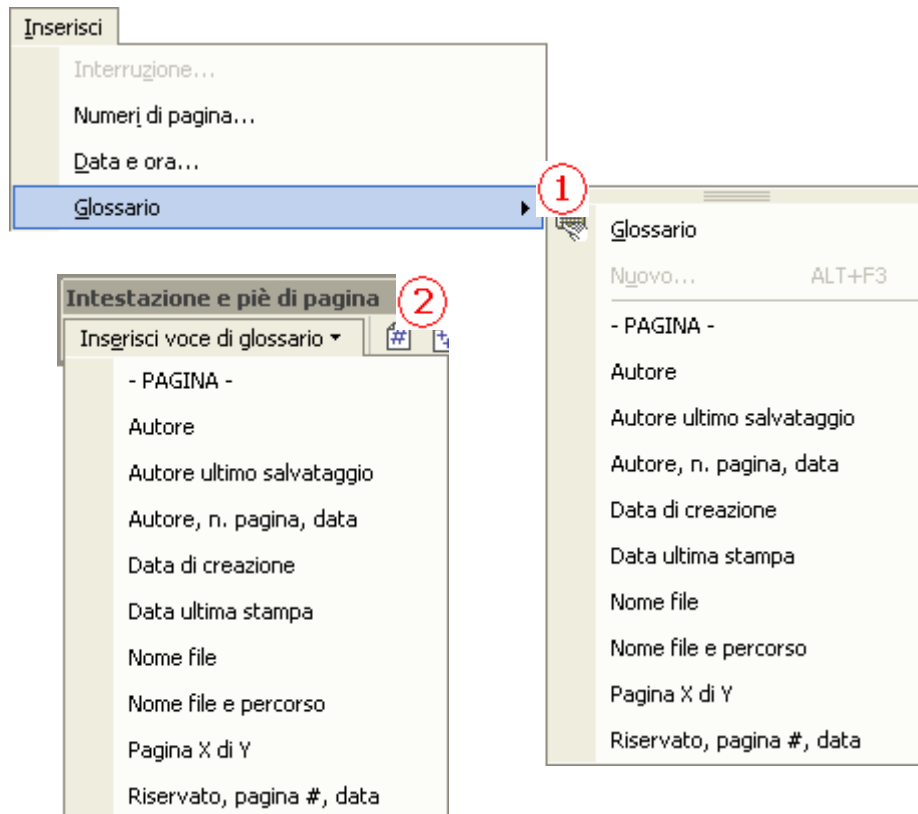 Inserisci
Interruzione...
Numeri di pagina...
Data e ora...
Glossario
1
Glossario
Nuovo... ALT+F3
- PAGINA -
Autore
Autore ultimo salvataggio
Autore, n. pagina, data
Data di creazione
Data ultima stampa
Nome file
Nome file e percorso
Pagina X di Y
Riservato, pagina #, data
Intestazione e piè di pagina
2
Inserisci voce di glossario
#
- PAGINA -
Autore
Autore ultimo salvataggio
Autore, n. pagina, data
Data di creazione
Data ultima stampa
Nome file
Nome file e percorso
Pagina X di Y
Riservato, pagina #, data